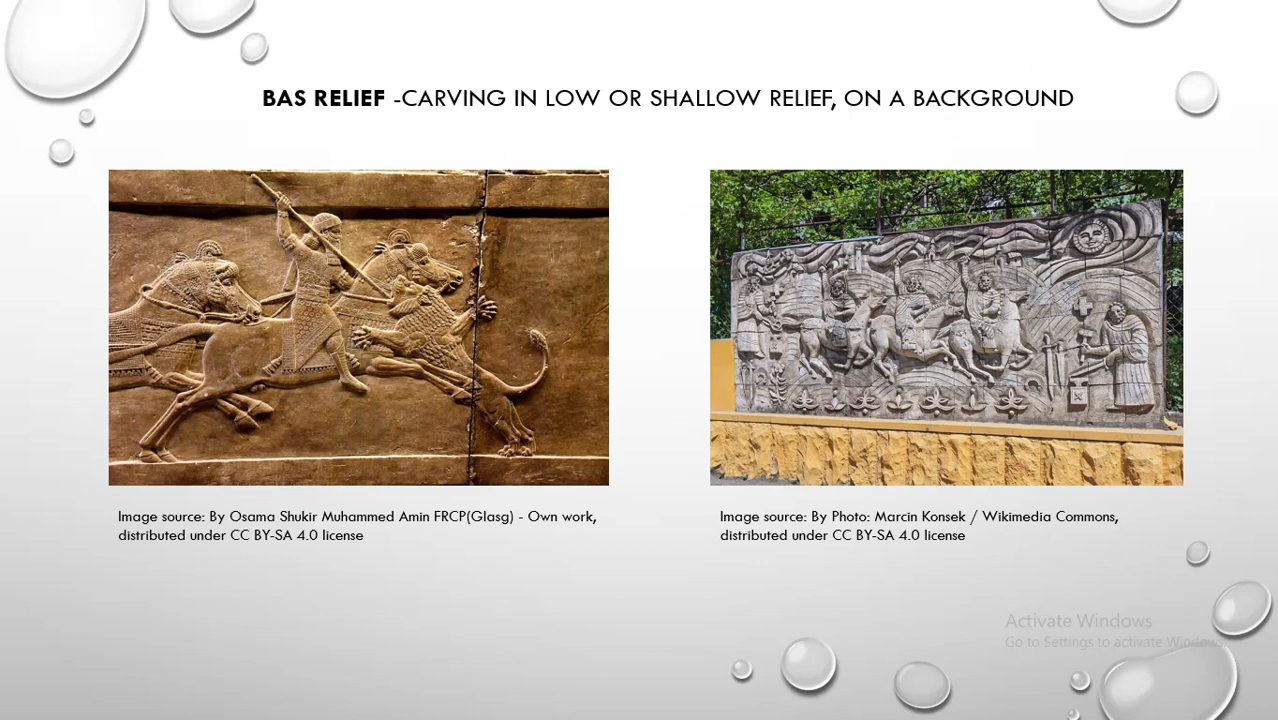 BAS RELIEF -CARVING IN LOW OR SHALLOW RELIEF, ON A BACKGROUND
Image source: By Osama Shukir Muhammed Amin FRCP(Glasg) - Own work,
distributed under CC BY-SA 4.0 license
Image source: By Photo: Marcin Konsek / Wikimedia Commons,
distributed under CC BY-SA 4.0 license
Activate Windows
Go to Settings to activate Windows.